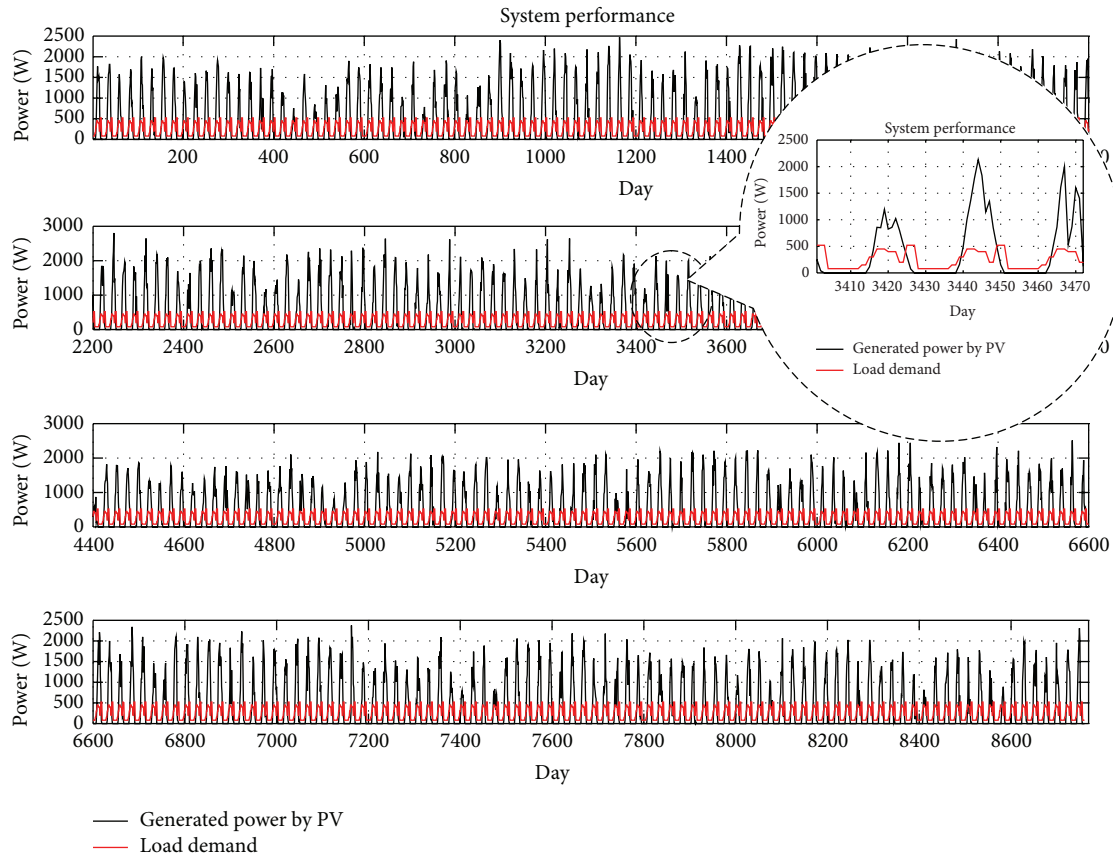 System performance
Power (W)
2500
2000
1500
1000
500
0
200 400 600 800 1000 1200 1400
0
Day
System performance
Power (W)
2500
2000
1500
1000
500
0
3410 3420 3430 3440 3450 3460 3470
Day
Generated power by PV
Load demand
Power (W)
3000
2000
1000
0
2200 2400 2600 2800 3000 3200 3400 3600
0
Day
Power (W)
3000
2000
1000
0
4400 4600 4800 5000 5200 5400 5600 5800 6000 6200 6400 6600
Day
Power (W)
2500
2000
1500
1000
500
0
6600 6800 7000 7200 7400 7600 7800 8000 8200 8400 8600
Day
Generated power by PV
Load demand